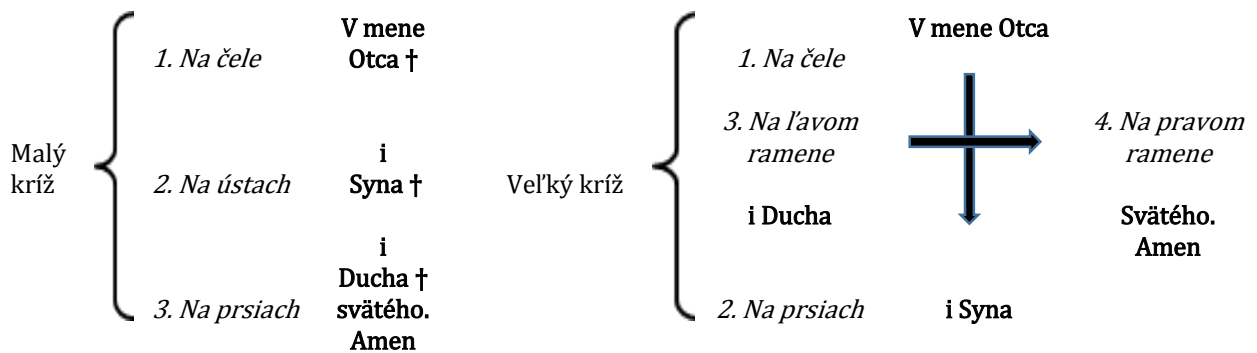 Malý
kríž
1. Na čele
V mene
Otca †
2. Na ústach
i
Syna †
3. Na prsiach
i
Ducha †
svätého.
Amen
Veľký kríž
1. Na čele
V mene Otca
3. Na ľavom
ramene
i Ducha
4. Na pravom
ramene
Svätého.
Amen
2. Na prsiach
i Syna